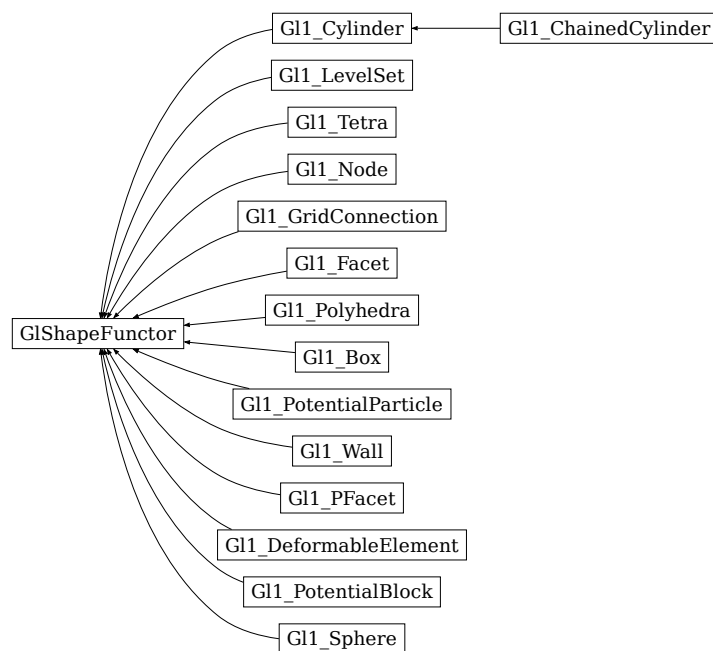 Gl1_Cylinder
Gl1_ChainedCylinder
Gl1_LevelSet
Gl1_Tetra
Gl1_Node
Gl1_GridConnection
Gl1_Facet
Gl1_Polyhedra
GlShapeFunctor
Gl1_Box
Gl1_PotentialParticle
Gl1_Wall
Gl1_PFacet
Gl1_DeformableElement
Gl1_PotentialBlock
Gl1_Sphere